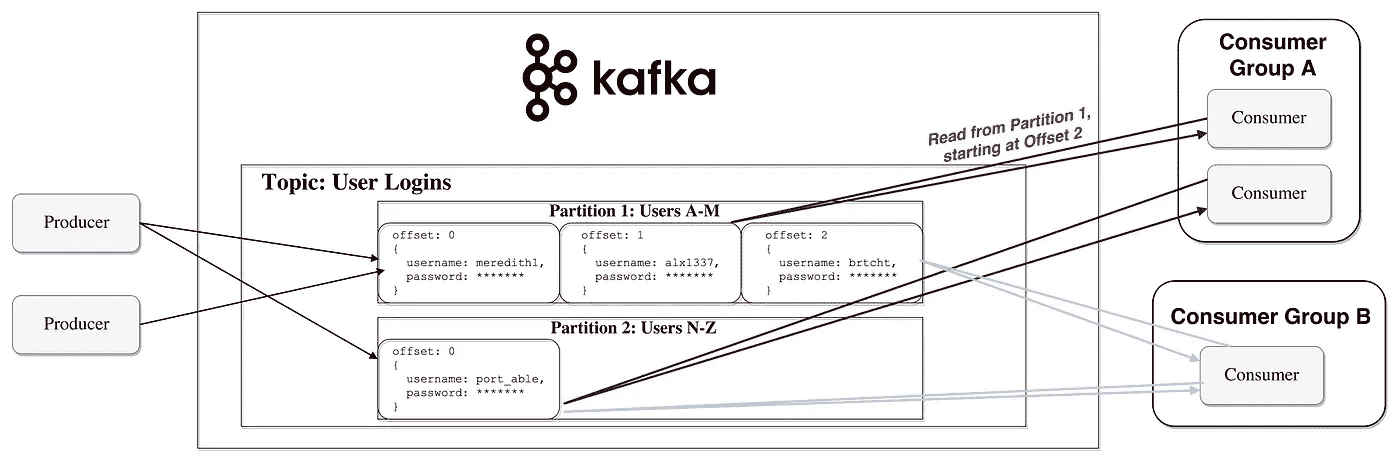 kafka
Consumer
Group A
Consumer
Read from Partition 1,
starting at Offset 2
Consumer
Topic: User Logins
Producer
Producer
Partition 1: Users A-M
offset: 0
{
username: meredith1,
password: *******
}
offset: 1
{
username: alx1337,
password: *******
}
offset: 2
{
username: brtcht,
password: *******
}
Partition 2: Users N-Z
offset: 0
{
username: port_able,
password: *******
}
Consumer Group B
Consumer